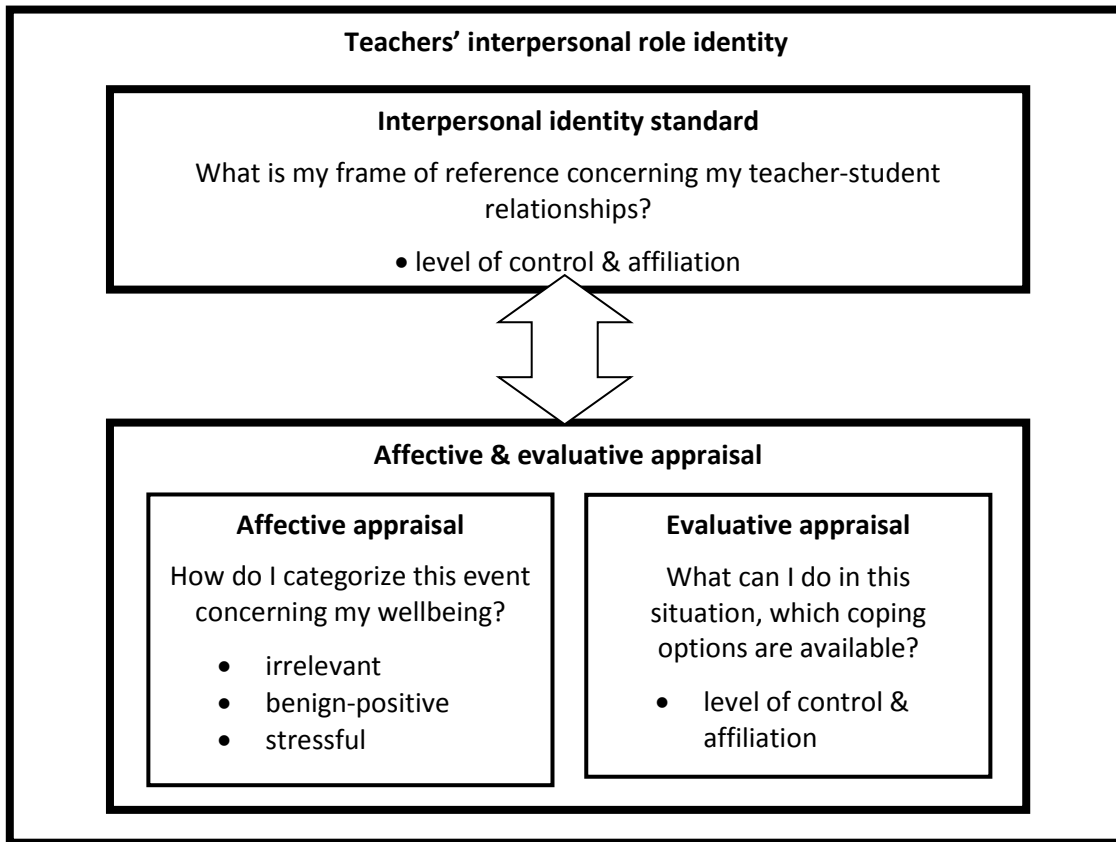 Teachers’ interpersonal role identity
Interpersonal identity standard
What is my frame of reference concerning my teacher-student
relationships?
• level of control & affiliation
Affective & evaluative appraisal
Affective appraisal
How do I categorize this event
concerning my wellbeing?
• irrelevant
• benign-positive
• stressful
Evaluative appraisal
What can I do in this
situation, which coping
options are available?
• level of control &
affiliation